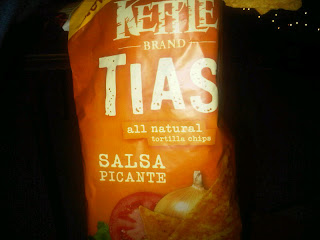 KETTLE
BRAND
TIAS
all natural
tortilla chips
SALSA
PICANTE